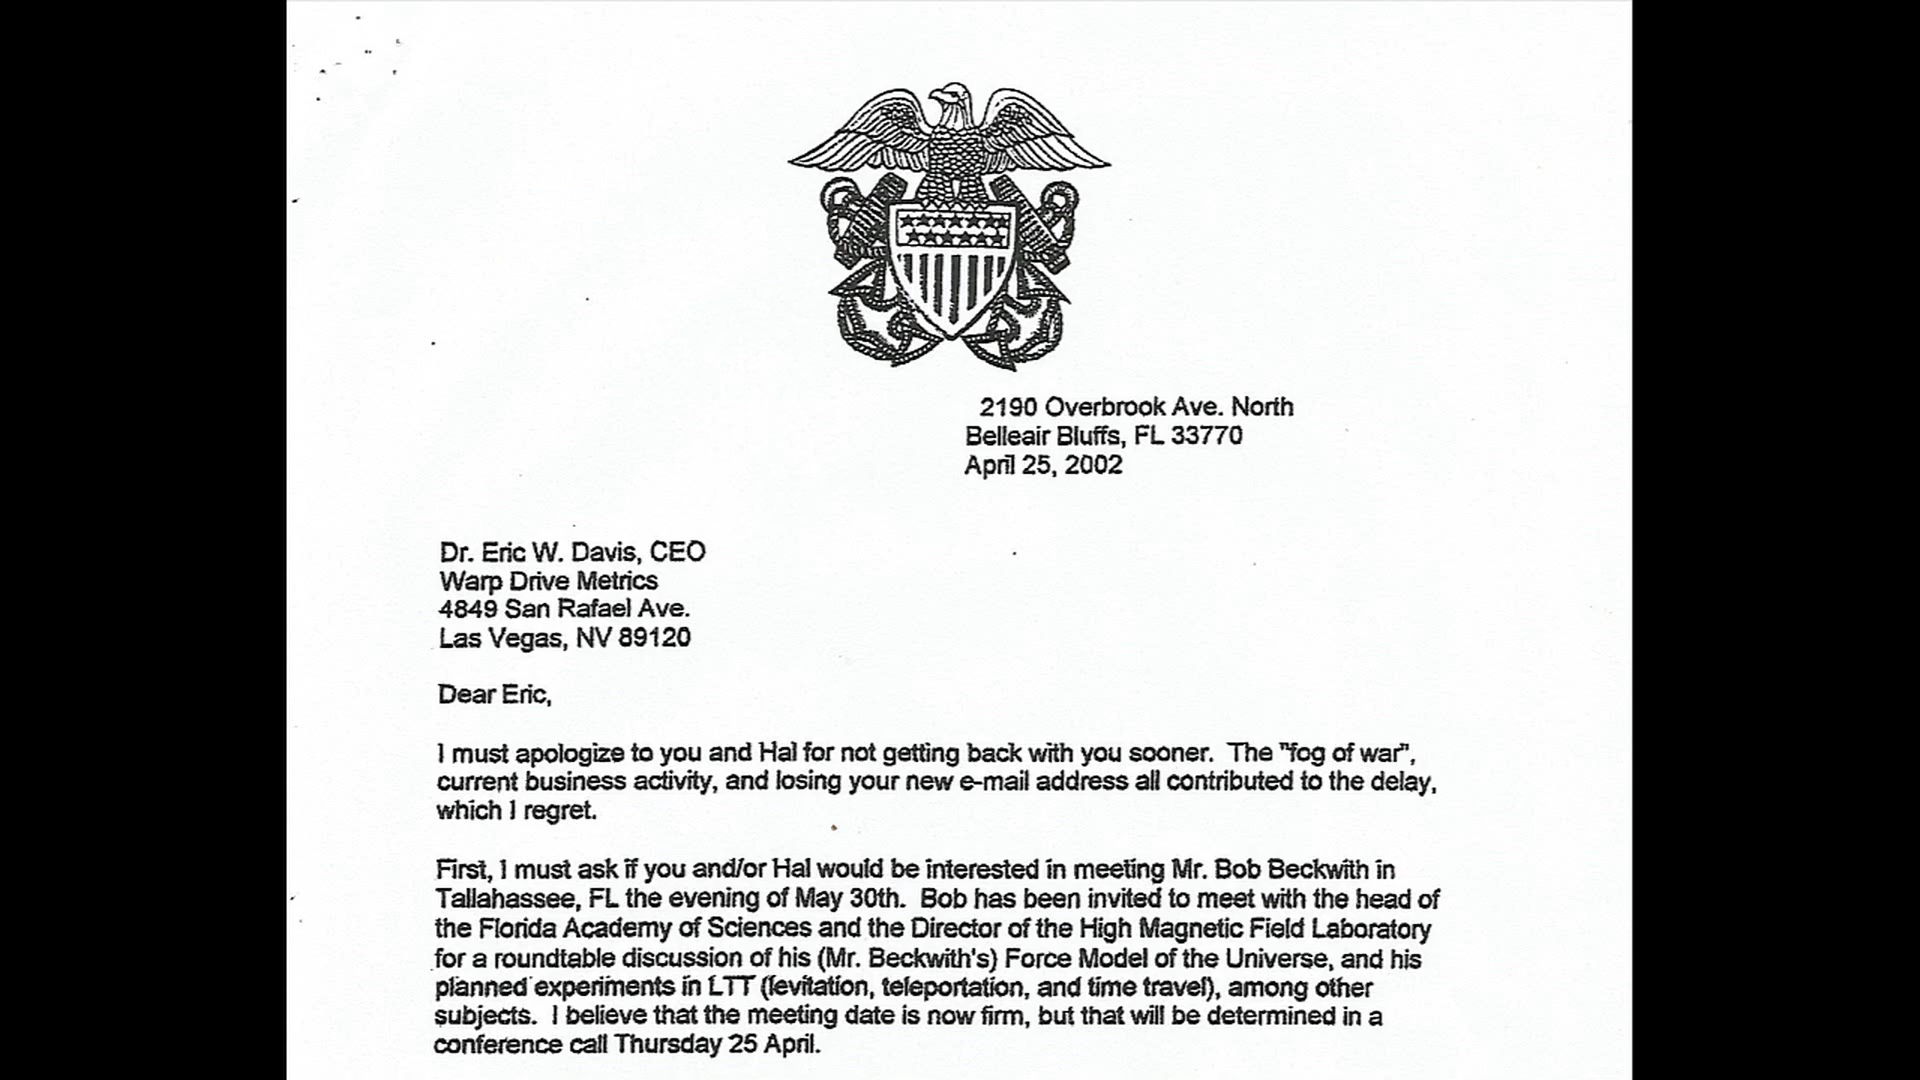 2190 Overbrook Ave. North
Belleair Bluffs, FL 33770
April 25, 2002
Dr. Eric W. Davis, CEO
Warp Drive Metrics
4849 San Rafael Ave.
Las Vegas, NV 89120
Dear Eric,
I must apologize to you and Hal for not getting back with you sooner. The "fog of war",
current business activity, and losing your new e-mail address all contributed to the delay,
which I regret.
First, I must ask if you and/or Hal would be interested in meeting Mr. Bob Beckwith in
Tallahassee, FL the evening of May 30th. Bob has been invited to meet with the head of
the Florida Academy of Sciences and the Director of the High Magnetic Field Laboratory
for a roundtable discussion of his (Mr. Beckwith's) Force Model of the Universe, and his
planned experiments in LTT (levitation, teleportation, and time travel), among other
subjects. I believe that the meeting date is now firm, but that will be determined in a
conference call Thursday 25 April.